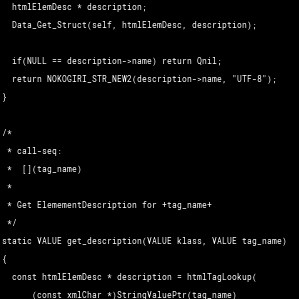 htmlElemDesc * description;
Data_Get_Struct(self, htmlElemDesc, description);
if(NULL == description->name) return Qnil;
return NOKOGIRI_STR_NEW2(description->name, "UTF-8");
}
/*
* call-seq:
*  [](tag_name)
*
* Get ElemementDescription for +tag_name+
*/
static VALUE get_description(VALUE klass, VALUE tag_name)
{
const htmlElemDesc * description = htmlTagLookup(
(const xmlChar *)StringValuePtr(tag_name)